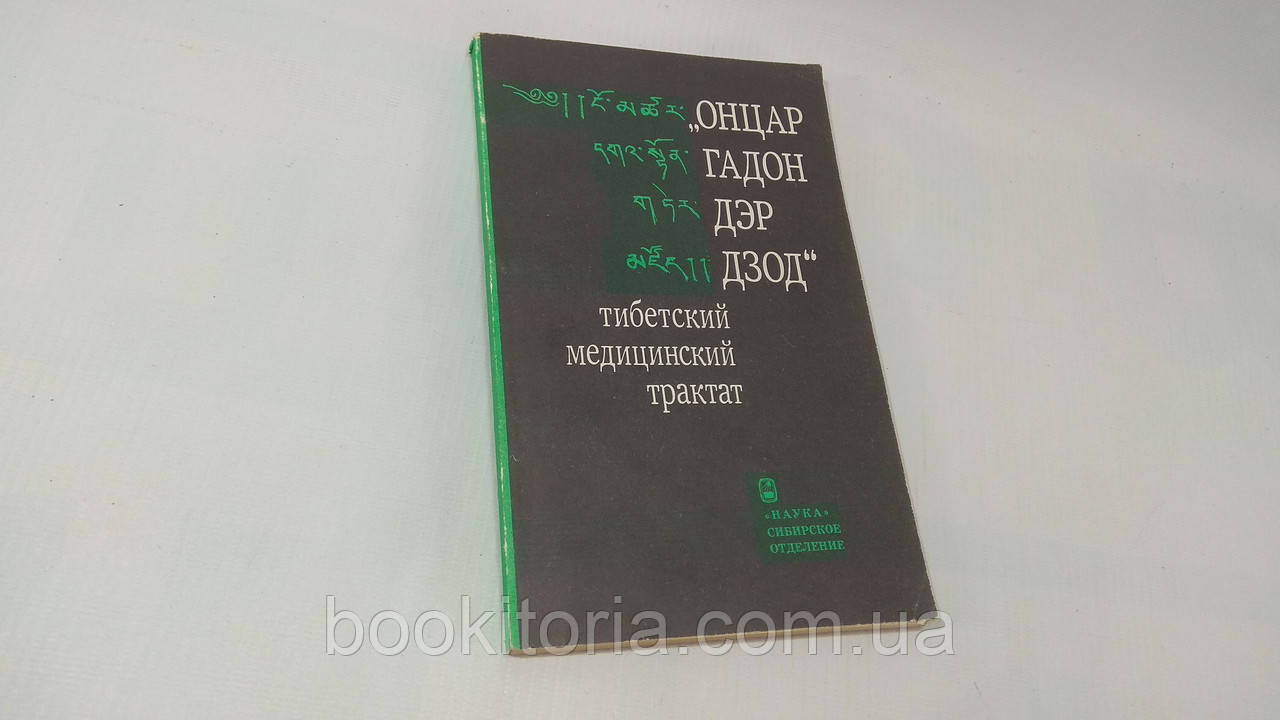 ༄༅།།ངོ་མཚར་ „ОНЦАР
དགའ་སྟོན་ ГАДОН
གཏེར་ ДЭР
མཛོད།། ДЗОД“
тибетский
медицинский
трактат
«НАУКА»
СИБИРСКОЕ
ОТДЕЛЕНИЕ
bookitoria.com.ua